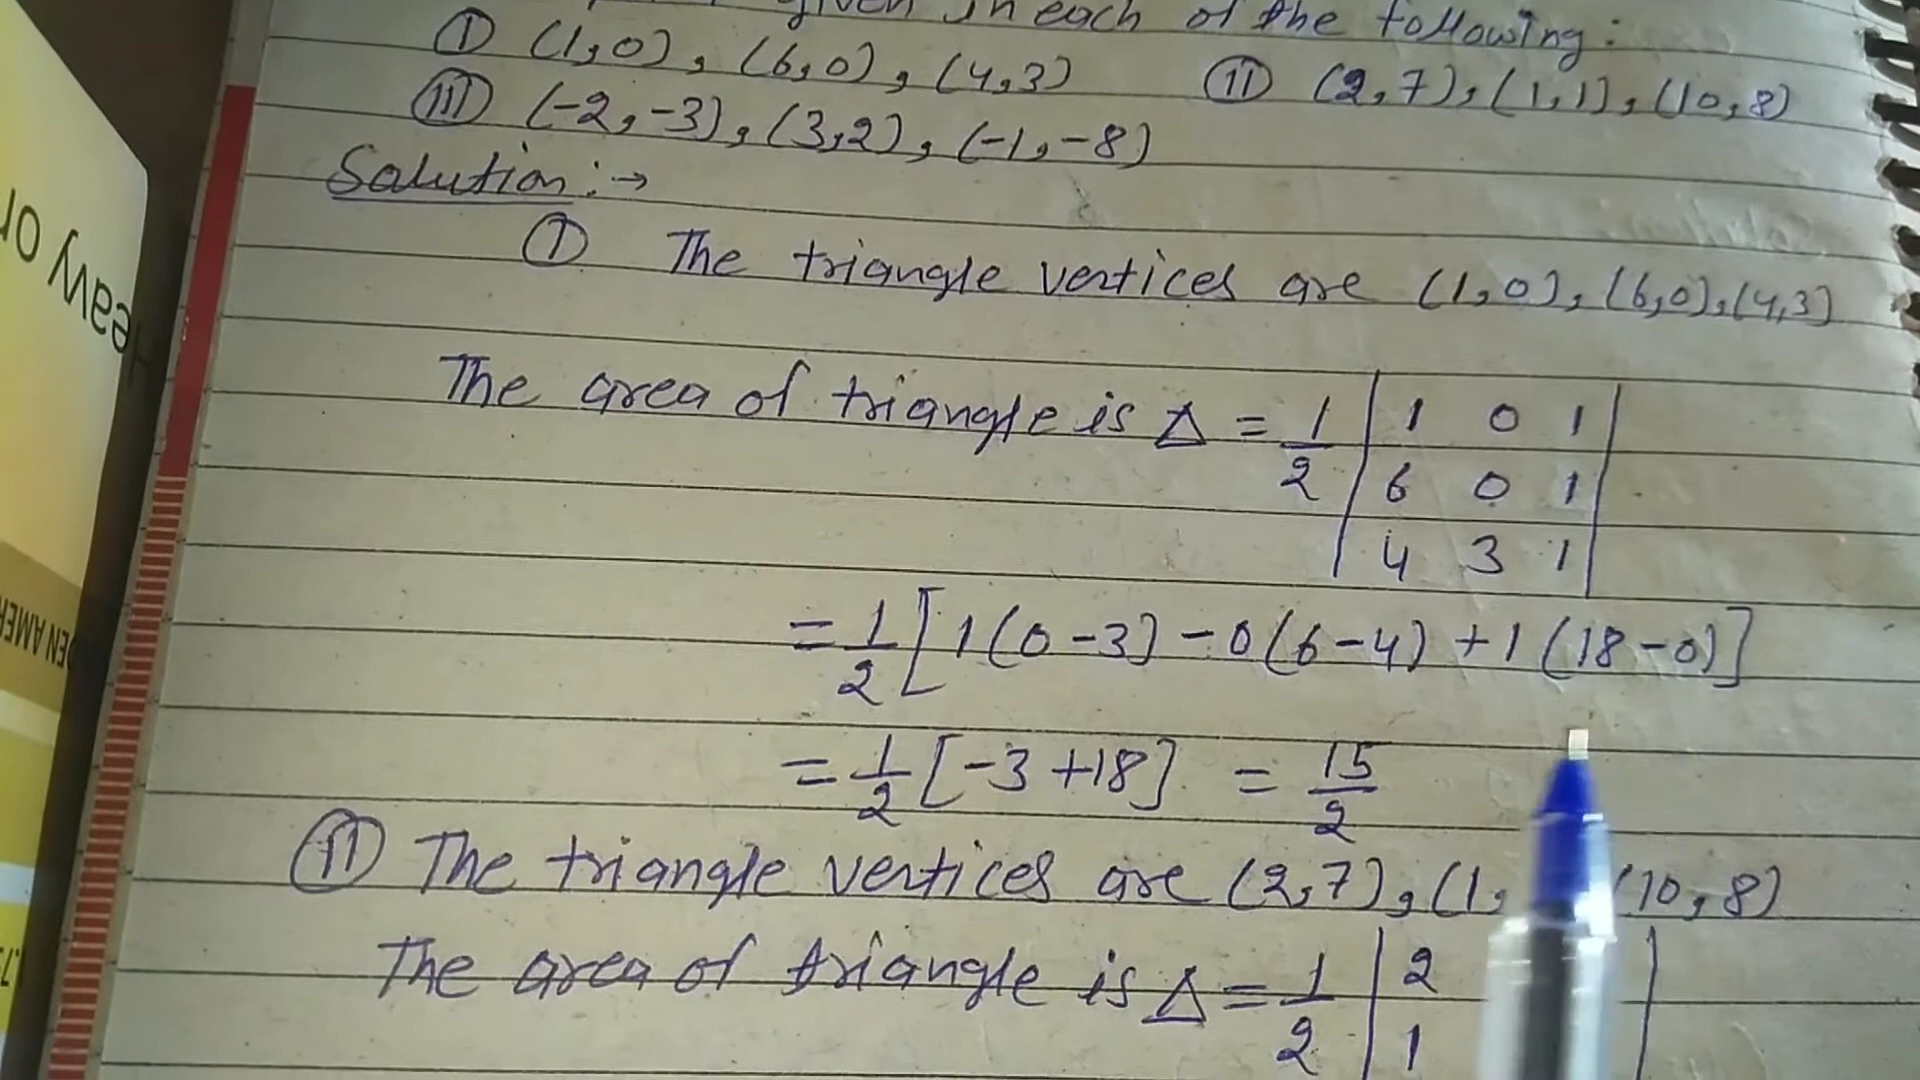 given in each of the following:
(I) (1,0), (6,0), (4,3) (II) (2,7), (1,1), (10,8)
(III) (-2,-3), (3,2), (-1,-8)
Solution:→
(I) The triangle vertices are (1,0), (6,0), (4,3)
The area of triangle is Δ = 1/2 | 1 0 1 |
| 6 0 1 |
| 4 3 1 |
= 1/2 [1(0-3) - 0(6-4) + 1(18-0)]
= 1/2 [-3+18] = 15/2
(II) The triangle vertices are (2,7), (1, (10,8)
The area of triangle is Δ = 1/2 | 2 |
| 1